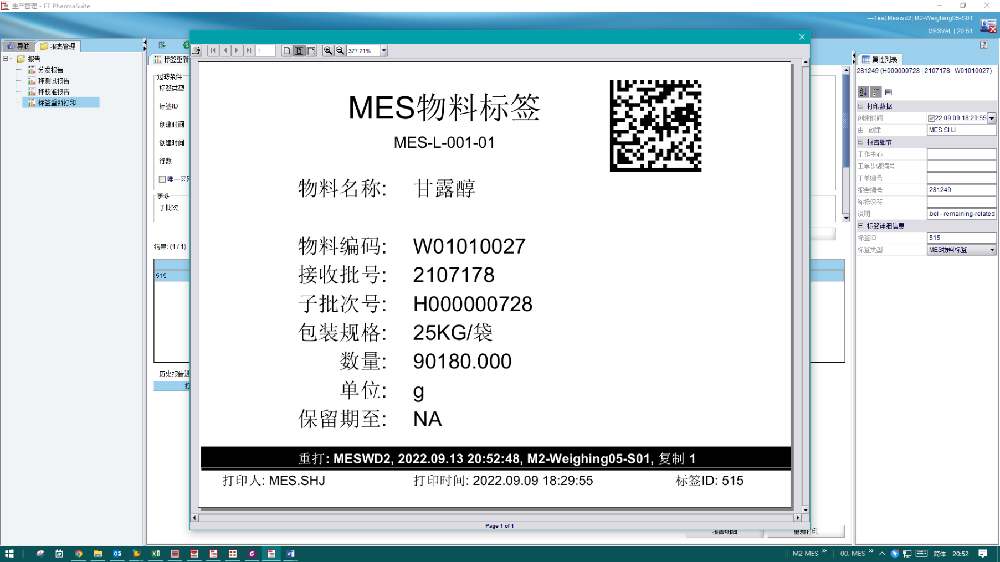 生产管理 - FT PharmaSuite
---Test.Meswd2| M2-Weighing05-S01
MESVAL | 20:51
导航
报表管理
报告
分发报告
秤测试报告
秤校准报告
标签重新打印
标签重新
过滤条件
标签类型
标签ID
创建时间
创建时间
行数
唯一区
更多
子批次
结果: (1 / 1)
515
历史报告进
打
1
377.21%
MES物料标签
MES-L-001-01
物料名称: 甘露醇
物料编码: W01010027
接收批号: 2107178
子批次号: H000000728
包装规格: 25KG/袋
数量: 90180.000
单位: g
保留期至: NA
重打: MESWD2, 2022.09.13 20:52:48, M2-Weighing05-S01, 复制 1
打印人: MES.SHJ 打印时间: 2022.09.09 18:29:55 标签ID: 515
Page 1 of 1
报告明细 重新打印
属性列表
281249 (H000000728 | 2107178 W01010027)
打印数据
创建时间 22.09.09 18:29:55
由...创建 MES.SHJ
报告细节
工作中心
工单步骤编号
工单编号
报告编号 281249
称标识符
说明 bel - remaining-related
标签详细信息
标签ID 515
标签类型 MES物料标签
M2 MES » 00. MES » 简体 20:52